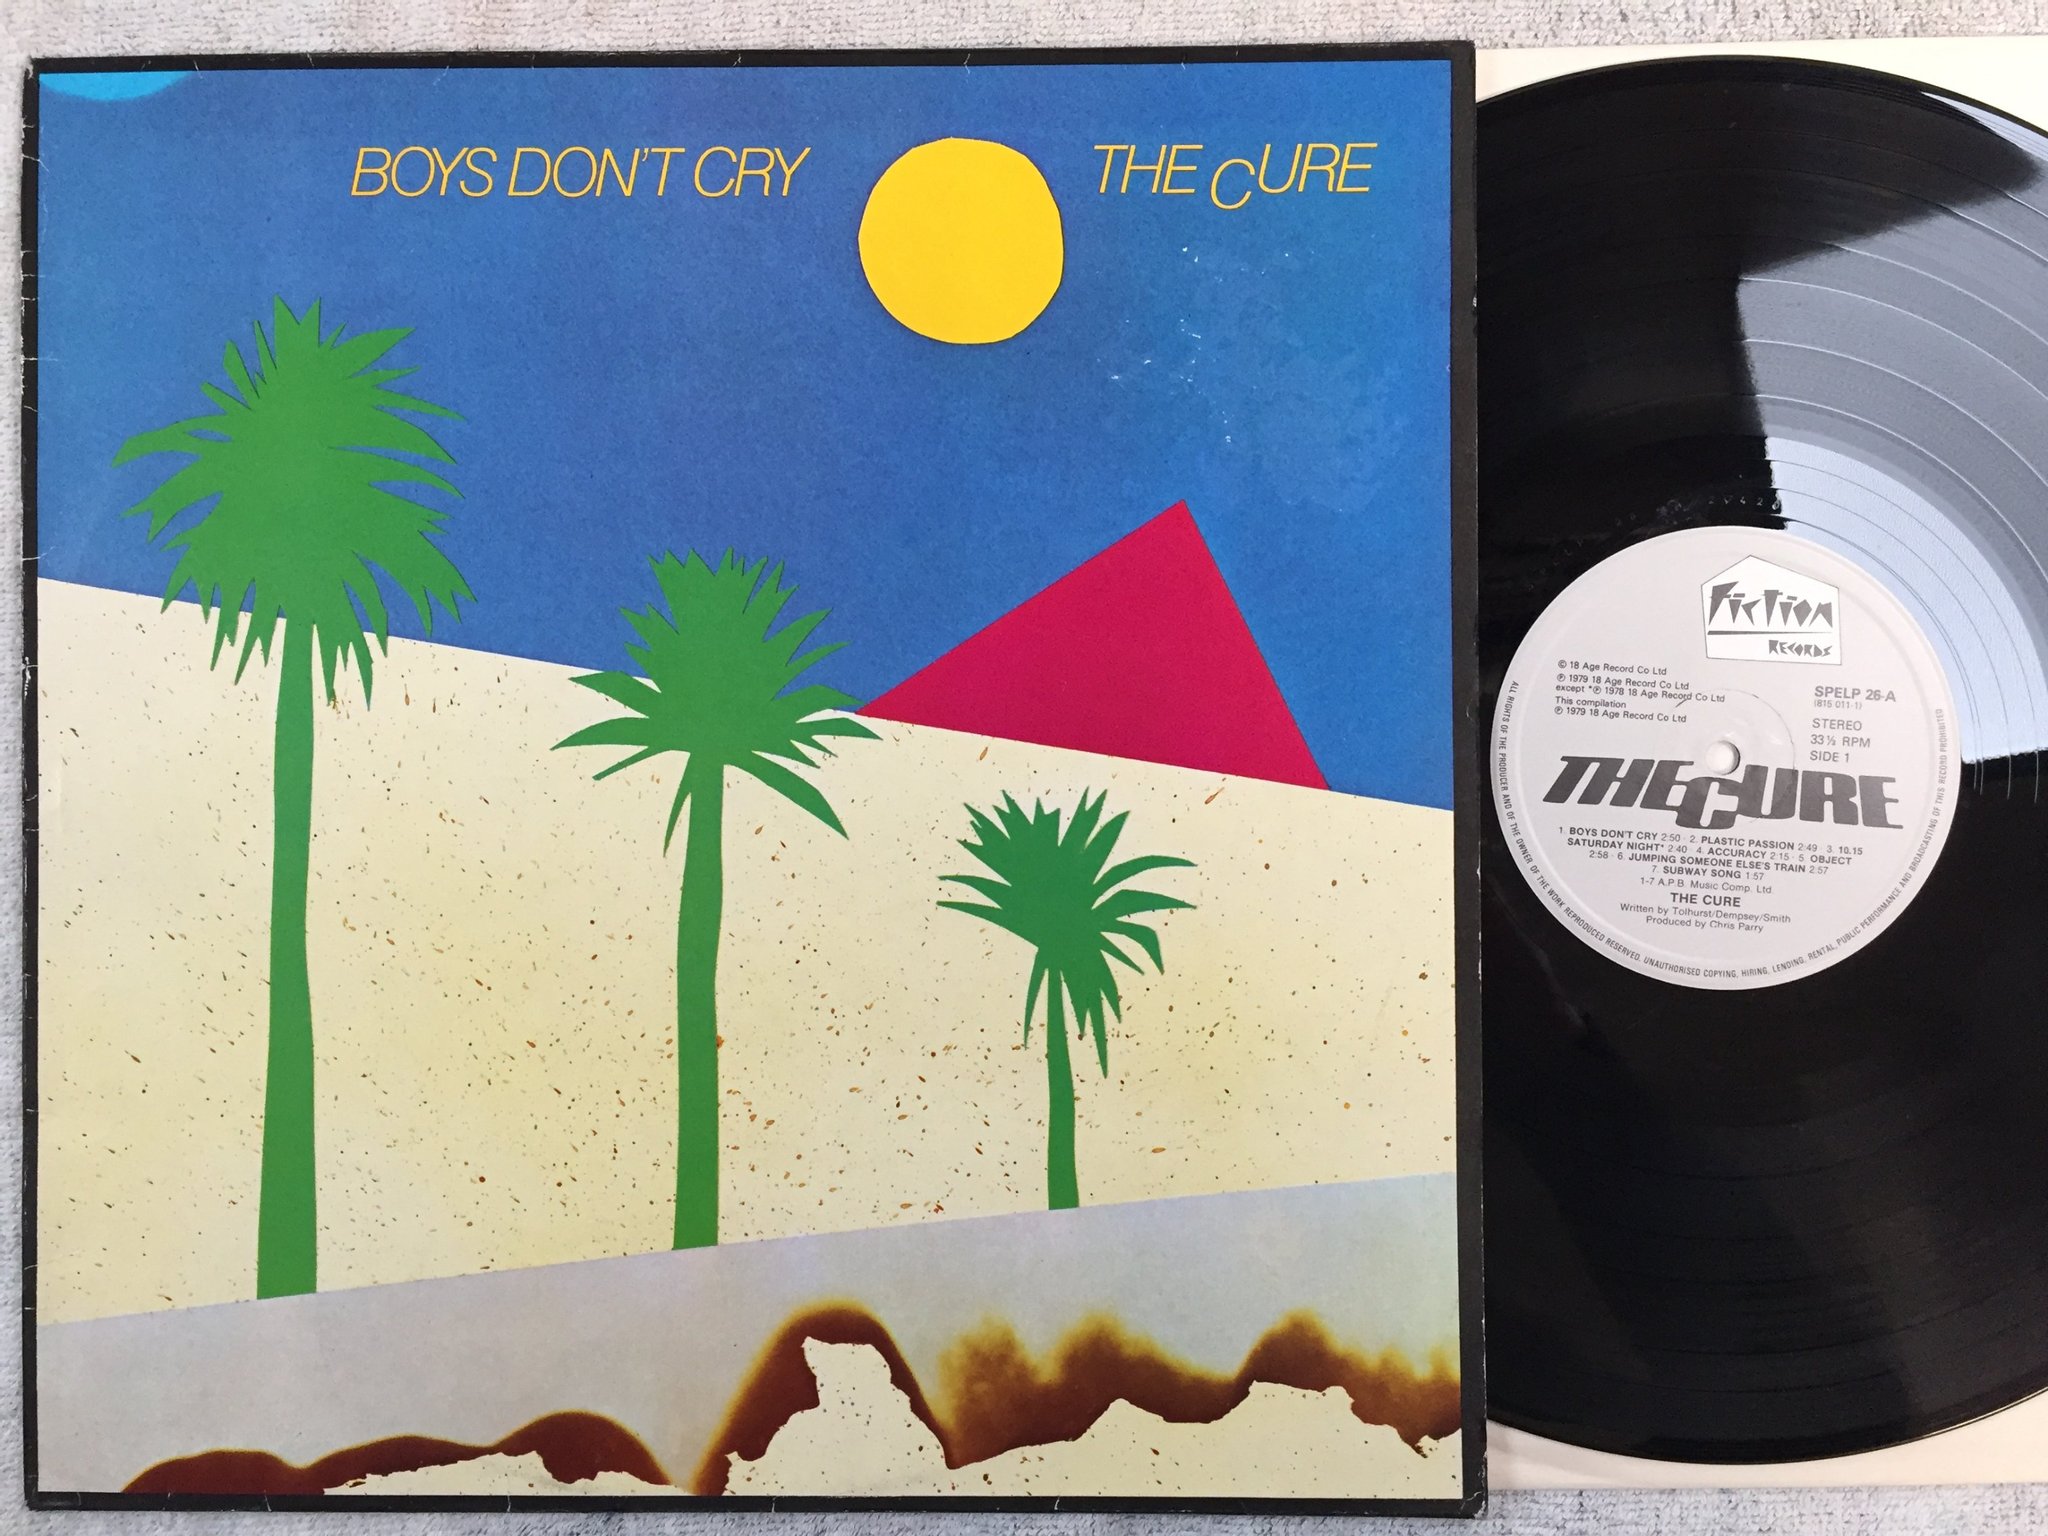 BOYS DON'T CRY
THE CURE
Fiction
RECORDS
© 18 Age Record Co Ltd
℗ 1979 18 Age Record Co Ltd
except *℗ 1978 18 Age Record Co Ltd
This compilation
℗ 1979 18 Age Record Co Ltd
SPELP 26-A
(815 011-1)
STEREO
33⅓ RPM
SIDE 1
THE CURE
1. BOYS DON'T CRY 2:50 · 2. PLASTIC PASSION 2:49 · 3. 10.15
SATURDAY NIGHT* 2:40 · 4. ACCURACY 2:15 · 5. OBJECT
2:58 · 6. JUMPING SOMEONE ELSE'S TRAIN 2:57
7. SUBWAY SONG 1:57
1-7 A.P.B. Music Comp. Ltd.
THE CURE
Written by Tolhurst/Dempsey/Smith
Produced by Chris Parry
ALL RIGHTS OF THE PRODUCER AND OF THE OWNER OF THE WORK REPRODUCED RESERVED. UNAUTHORISED COPYING, HIRING, LENDING, RENTAL, PUBLIC PERFORMANCE AND BROADCASTING OF THIS RECORD PROHIBITED